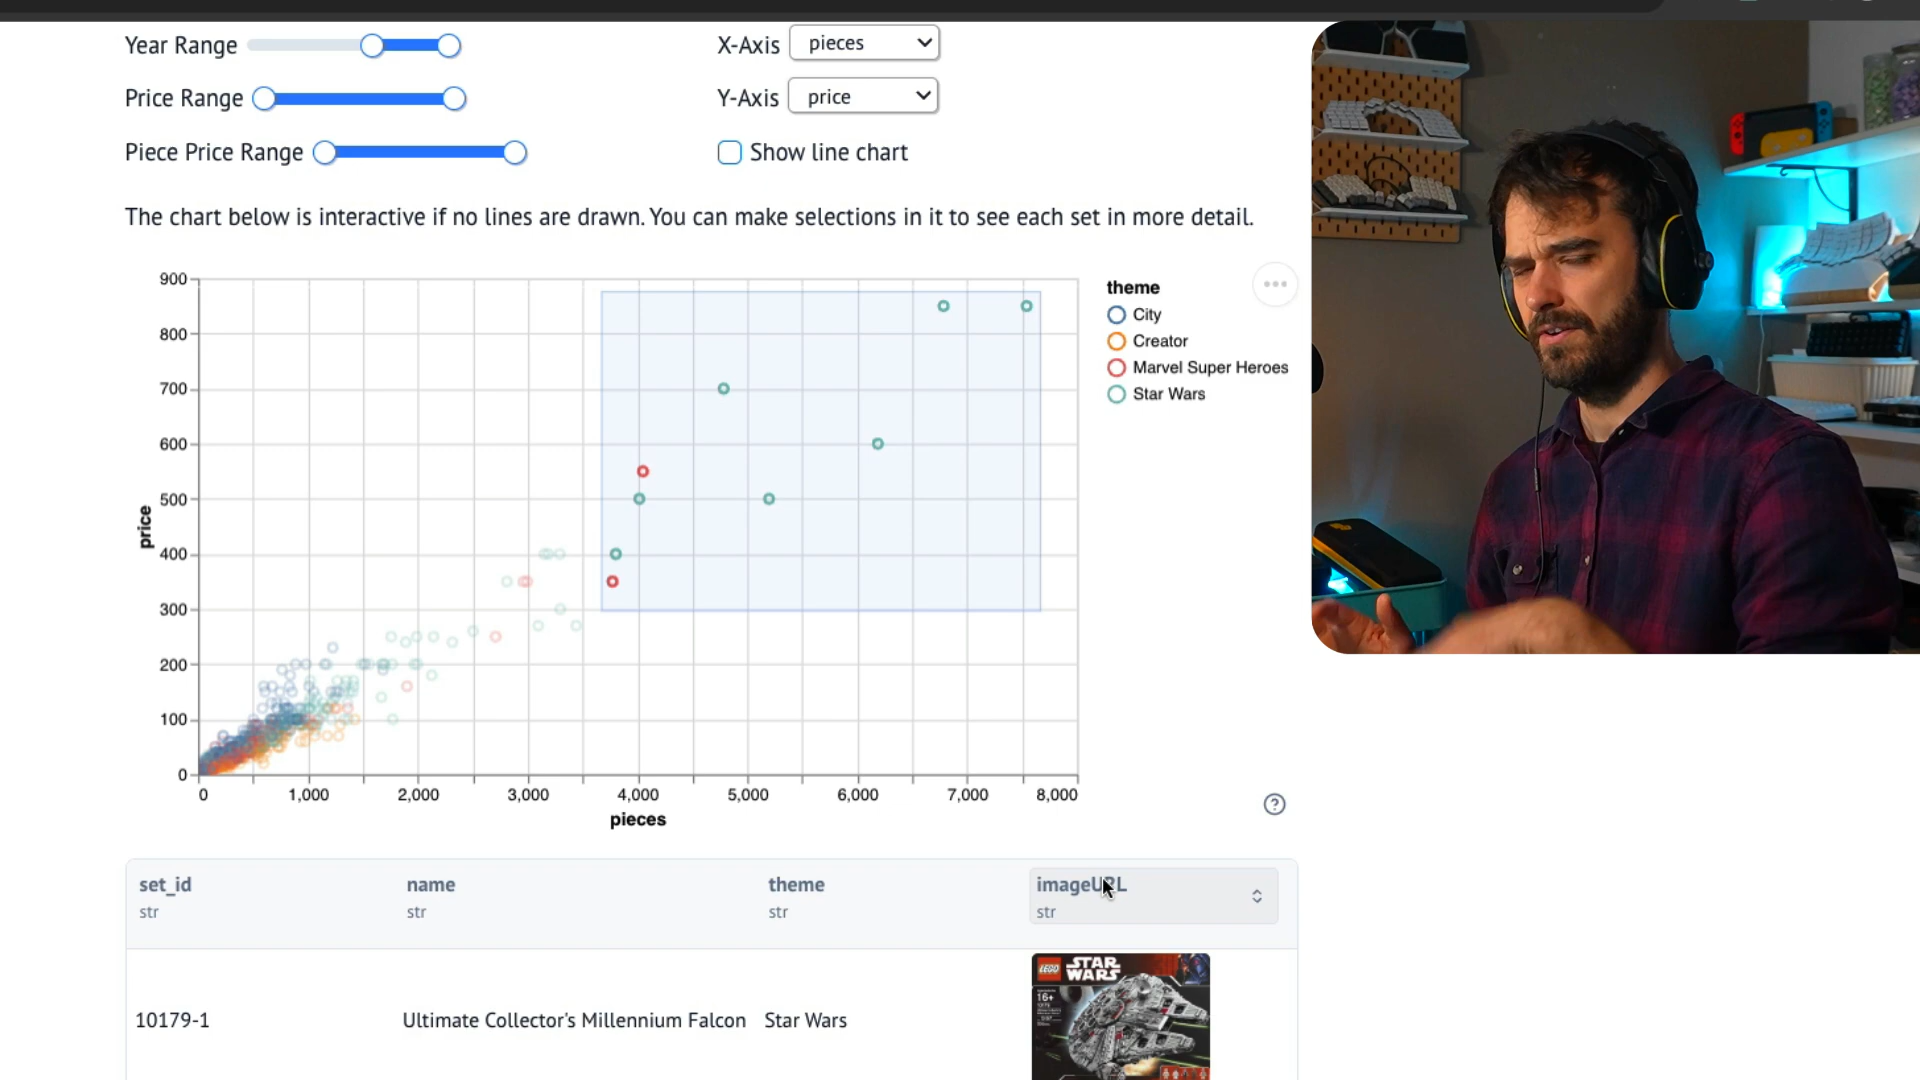 Year Range
X-Axis pieces
Price Range
Y-Axis price
Piece Price Range
Show line chart
The chart below is interactive if no lines are drawn. You can make selections in it to see each set in more detail.
900
800
700
600
500
400
300
200
100
0
price
0 1,000 2,000 3,000 4,000 5,000 6,000 7,000 8,000
pieces
theme
City
Creator
Marvel Super Heroes
Star Wars
?
set_id name theme imageURL
str str str str
10179-1 Ultimate Collector's Millennium Falcon Star Wars
LEGO STAR WARS
16+